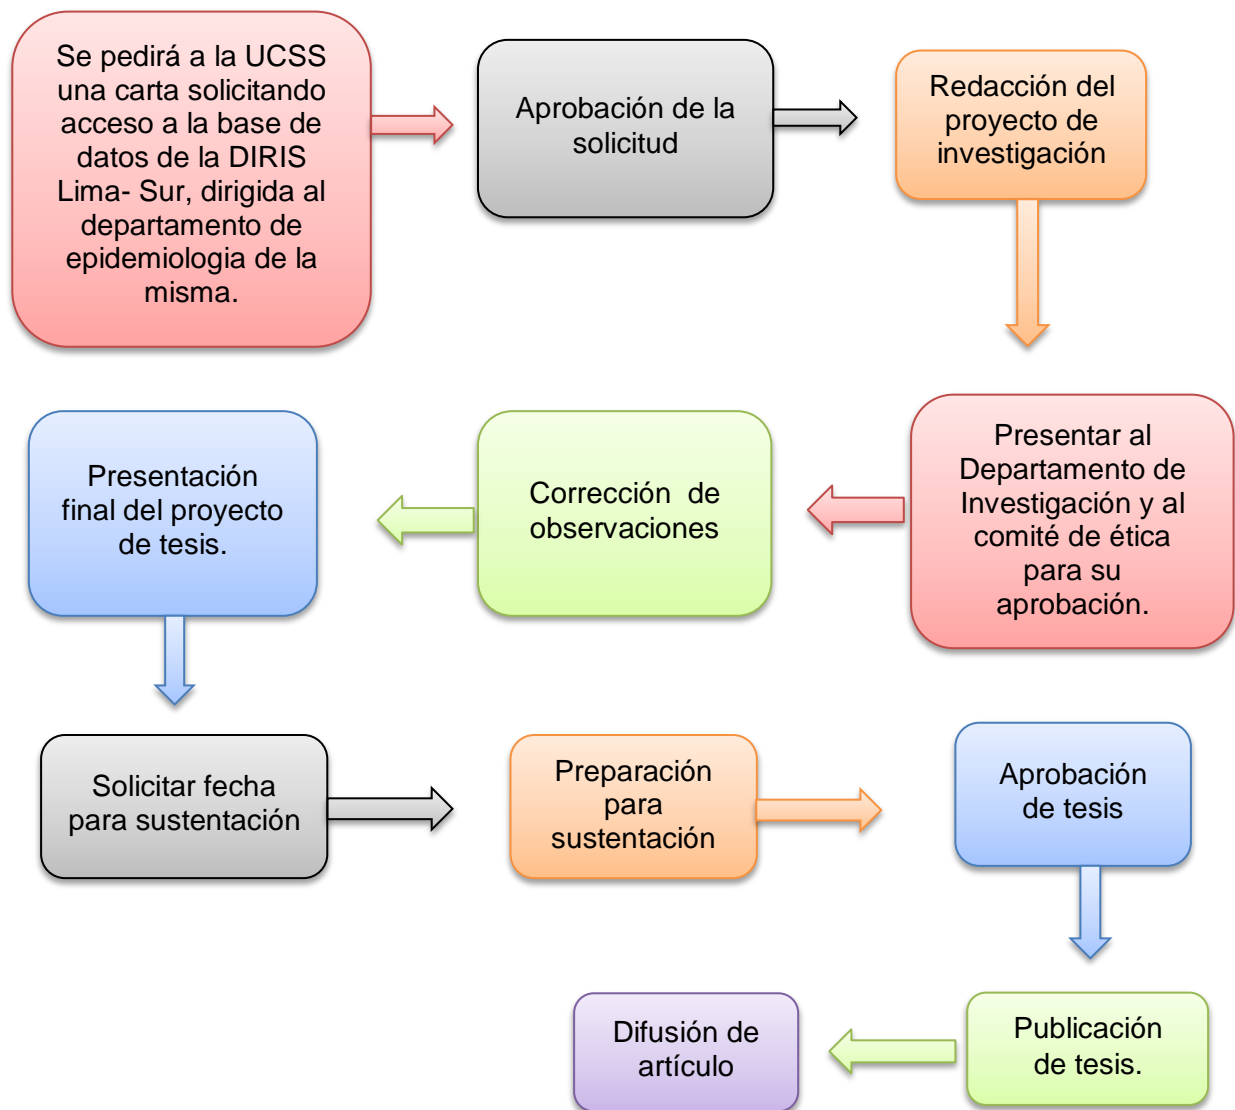 Se pedirá a la UCSS
una carta solicitando
acceso a la base de
datos de la DIRIS
Lima- Sur, dirigida al
departamento de
epidemiologia de la
misma.
Aprobación de la
solicitud
Redacción del
proyecto de
investigación
Presentar al
Departamento de
Investigación y al
comité de ética
para su
aprobación.
Corrección  de
observaciones
Presentación
final del proyecto
de tesis.
Solicitar fecha
para sustentación
Preparación
para
sustentación
Aprobación
de tesis
Publicación
de tesis.
Difusión de
artículo